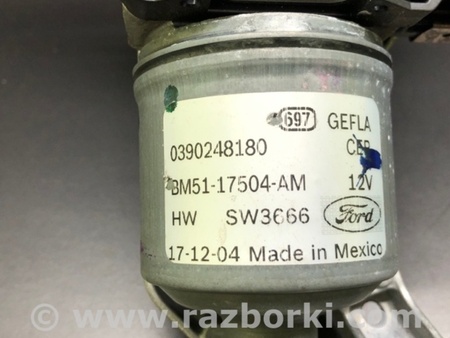 697 GEFLA
0390248180 CEP
BM51-17504-AM 12V
HW SW3666 Ford
17-12-04 Made in Mexico
© www.razborki.com